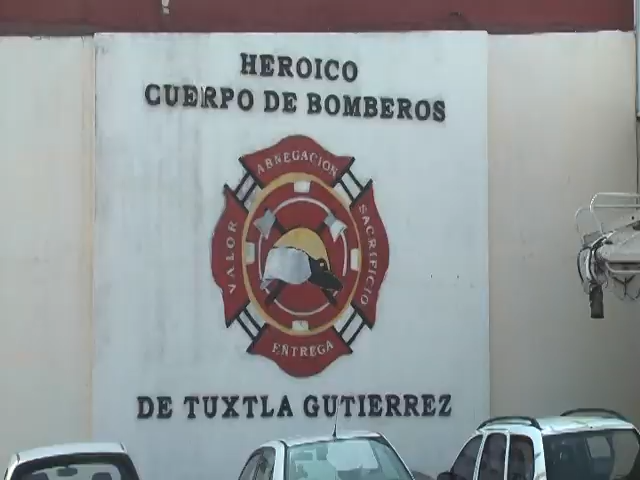 HEROICO
CUERPO DE BOMBEROS
ABNEGACION
VALOR
SACRIFICIO
ENTREGA
DE TUXTLA GUTIERREZ